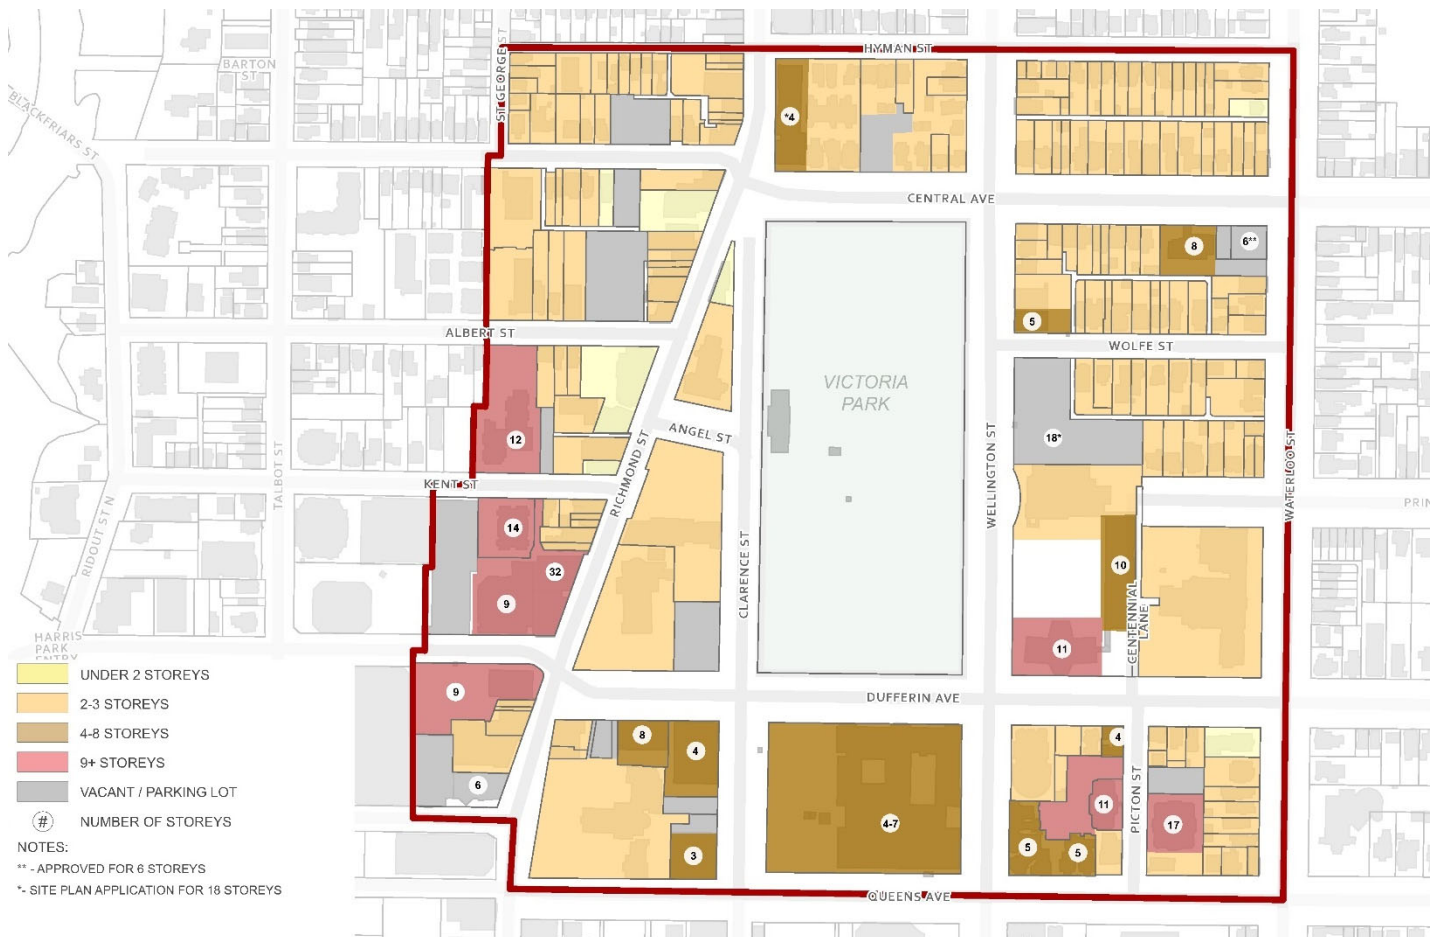 HYMAN ST
BARTON
ST
ST GEORGE ST
BLACKFRIARS ST
*4
CENTRAL AVE
8
6**
5
ALBERT ST
WOLFE ST
VICTORIA
PARK
12
ANGEL ST
18*
KENT ST
RICHMOND ST
TALBOT ST
WELLINGTON ST
WATERLOO ST
PRIN
14
32
9
RIDOUT ST N
CLARENCE ST
10
CENTENNIAL
LANE
11
HARRIS
PARK
ENTRY
DUFFERIN AVE
9
8
4
4
6
11
PICTON ST
17
4-7
3
5
5
QUEENS AVE
UNDER 2 STOREYS
2-3 STOREYS
4-8 STOREYS
9+ STOREYS
VACANT / PARKING LOT
# NUMBER OF STOREYS
NOTES:
** - APPROVED FOR 6 STOREYS
*- SITE PLAN APPLICATION FOR 18 STOREYS